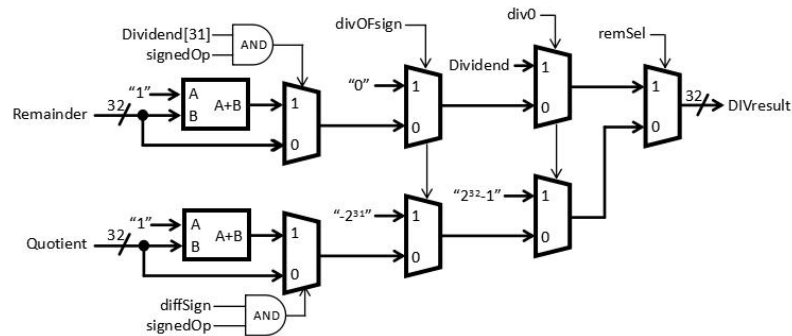 Dividend[31]
signedOp
AND
divOFsign
div0
remSel
"1"
A
B
A+B
1
0
"0"
1
0
Dividend
1
0
1
0
Remainder
32
32
DIVresult
"1"
A
B
A+B
1
0
"-2³¹"
1
0
"2³²-1"
1
0
Quotient
32
diffSign
signedOp
AND